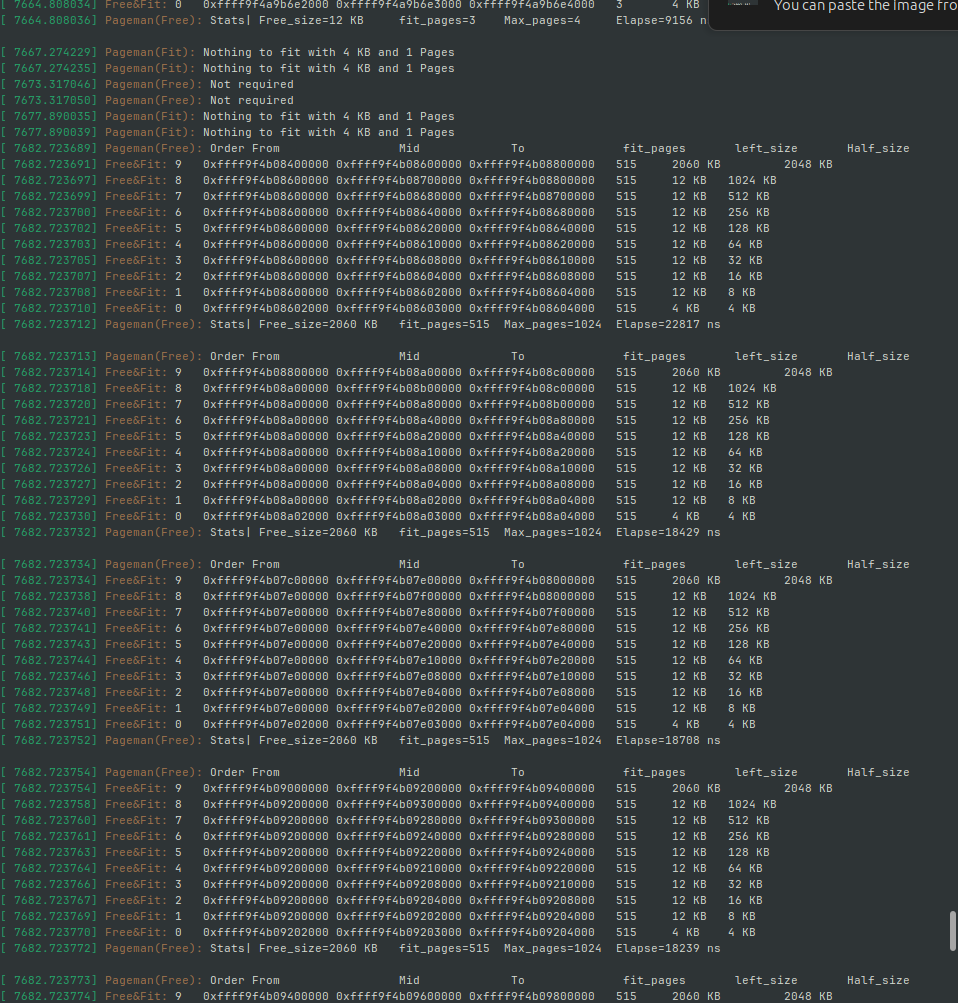 [ 7664.808034] Free&Fit: 0 0xffff9f4a9b6e2000 0xffff9f4a9b6e3000 0xffff9f4a9b6e4000 3 4 KB
You can paste the image fro
[ 7664.808036] Pageman(Free): Stats| Free_size=12 KB fit_pages=3 Max_pages=4 Elapse=9156 n
[ 7667.274229] Pageman(Fit): Nothing to fit with 4 KB and 1 Pages
[ 7667.274235] Pageman(Fit): Nothing to fit with 4 KB and 1 Pages
[ 7673.317046] Pageman(Free): Not required
[ 7673.317050] Pageman(Free): Not required
[ 7677.890035] Pageman(Fit): Nothing to fit with 4 KB and 1 Pages
[ 7677.890039] Pageman(Fit): Nothing to fit with 4 KB and 1 Pages
[ 7682.723689] Pageman(Free): Order From Mid To fit_pages left_size Half_size
[ 7682.723691] Free&Fit: 9 0xffff9f4b08400000 0xffff9f4b08600000 0xffff9f4b08800000 515 2060 KB 2048 KB
[ 7682.723697] Free&Fit: 8 0xffff9f4b08600000 0xffff9f4b08700000 0xffff9f4b08800000 515 12 KB 1024 KB
[ 7682.723699] Free&Fit: 7 0xffff9f4b08600000 0xffff9f4b08680000 0xffff9f4b08700000 515 12 KB 512 KB
[ 7682.723700] Free&Fit: 6 0xffff9f4b08600000 0xffff9f4b08640000 0xffff9f4b08680000 515 12 KB 256 KB
[ 7682.723702] Free&Fit: 5 0xffff9f4b08600000 0xffff9f4b08620000 0xffff9f4b08640000 515 12 KB 128 KB
[ 7682.723703] Free&Fit: 4 0xffff9f4b08600000 0xffff9f4b08610000 0xffff9f4b08620000 515 12 KB 64 KB
[ 7682.723705] Free&Fit: 3 0xffff9f4b08600000 0xffff9f4b08608000 0xffff9f4b08610000 515 12 KB 32 KB
[ 7682.723707] Free&Fit: 2 0xffff9f4b08600000 0xffff9f4b08604000 0xffff9f4b08608000 515 12 KB 16 KB
[ 7682.723708] Free&Fit: 1 0xffff9f4b08600000 0xffff9f4b08602000 0xffff9f4b08604000 515 12 KB 8 KB
[ 7682.723710] Free&Fit: 0 0xffff9f4b08602000 0xffff9f4b08603000 0xffff9f4b08604000 515 4 KB 4 KB
[ 7682.723712] Pageman(Free): Stats| Free_size=2060 KB fit_pages=515 Max_pages=1024 Elapse=22817 ns
[ 7682.723713] Pageman(Free): Order From Mid To fit_pages left_size Half_size
[ 7682.723714] Free&Fit: 9 0xffff9f4b08800000 0xffff9f4b08a00000 0xffff9f4b08c00000 515 2060 KB 2048 KB
[ 7682.723718] Free&Fit: 8 0xffff9f4b08a00000 0xffff9f4b08b00000 0xffff9f4b08c00000 515 12 KB 1024 KB
[ 7682.723720] Free&Fit: 7 0xffff9f4b08a00000 0xffff9f4b08a80000 0xffff9f4b08b00000 515 12 KB 512 KB
[ 7682.723721] Free&Fit: 6 0xffff9f4b08a00000 0xffff9f4b08a40000 0xffff9f4b08a80000 515 12 KB 256 KB
[ 7682.723723] Free&Fit: 5 0xffff9f4b08a00000 0xffff9f4b08a20000 0xffff9f4b08a40000 515 12 KB 128 KB
[ 7682.723724] Free&Fit: 4 0xffff9f4b08a00000 0xffff9f4b08a10000 0xffff9f4b08a20000 515 12 KB 64 KB
[ 7682.723726] Free&Fit: 3 0xffff9f4b08a00000 0xffff9f4b08a08000 0xffff9f4b08a10000 515 12 KB 32 KB
[ 7682.723727] Free&Fit: 2 0xffff9f4b08a00000 0xffff9f4b08a04000 0xffff9f4b08a08000 515 12 KB 16 KB
[ 7682.723729] Free&Fit: 1 0xffff9f4b08a00000 0xffff9f4b08a02000 0xffff9f4b08a04000 515 12 KB 8 KB
[ 7682.723730] Free&Fit: 0 0xffff9f4b08a02000 0xffff9f4b08a03000 0xffff9f4b08a04000 515 4 KB 4 KB
[ 7682.723732] Pageman(Free): Stats| Free_size=2060 KB fit_pages=515 Max_pages=1024 Elapse=18429 ns
[ 7682.723734] Pageman(Free): Order From Mid To fit_pages left_size Half_size
[ 7682.723734] Free&Fit: 9 0xffff9f4b07c00000 0xffff9f4b07e00000 0xffff9f4b08000000 515 2060 KB 2048 KB
[ 7682.723738] Free&Fit: 8 0xffff9f4b07e00000 0xffff9f4b07f00000 0xffff9f4b08000000 515 12 KB 1024 KB
[ 7682.723740] Free&Fit: 7 0xffff9f4b07e00000 0xffff9f4b07e80000 0xffff9f4b07f00000 515 12 KB 512 KB
[ 7682.723741] Free&Fit: 6 0xffff9f4b07e00000 0xffff9f4b07e40000 0xffff9f4b07e80000 515 12 KB 256 KB
[ 7682.723743] Free&Fit: 5 0xffff9f4b07e00000 0xffff9f4b07e20000 0xffff9f4b07e40000 515 12 KB 128 KB
[ 7682.723744] Free&Fit: 4 0xffff9f4b07e00000 0xffff9f4b07e10000 0xffff9f4b07e20000 515 12 KB 64 KB
[ 7682.723746] Free&Fit: 3 0xffff9f4b07e00000 0xffff9f4b07e08000 0xffff9f4b07e10000 515 12 KB 32 KB
[ 7682.723748] Free&Fit: 2 0xffff9f4b07e00000 0xffff9f4b07e04000 0xffff9f4b07e08000 515 12 KB 16 KB
[ 7682.723749] Free&Fit: 1 0xffff9f4b07e00000 0xffff9f4b07e02000 0xffff9f4b07e04000 515 12 KB 8 KB
[ 7682.723751] Free&Fit: 0 0xffff9f4b07e02000 0xffff9f4b07e03000 0xffff9f4b07e04000 515 4 KB 4 KB
[ 7682.723752] Pageman(Free): Stats| Free_size=2060 KB fit_pages=515 Max_pages=1024 Elapse=18708 ns
[ 7682.723754] Pageman(Free): Order From Mid To fit_pages left_size Half_size
[ 7682.723754] Free&Fit: 9 0xffff9f4b09000000 0xffff9f4b09200000 0xffff9f4b09400000 515 2060 KB 2048 KB
[ 7682.723758] Free&Fit: 8 0xffff9f4b09200000 0xffff9f4b09300000 0xffff9f4b09400000 515 12 KB 1024 KB
[ 7682.723760] Free&Fit: 7 0xffff9f4b09200000 0xffff9f4b09280000 0xffff9f4b09300000 515 12 KB 512 KB
[ 7682.723761] Free&Fit: 6 0xffff9f4b09200000 0xffff9f4b09240000 0xffff9f4b09280000 515 12 KB 256 KB
[ 7682.723763] Free&Fit: 5 0xffff9f4b09200000 0xffff9f4b09220000 0xffff9f4b09240000 515 12 KB 128 KB
[ 7682.723764] Free&Fit: 4 0xffff9f4b09200000 0xffff9f4b09210000 0xffff9f4b09220000 515 12 KB 64 KB
[ 7682.723766] Free&Fit: 3 0xffff9f4b09200000 0xffff9f4b09208000 0xffff9f4b09210000 515 12 KB 32 KB
[ 7682.723767] Free&Fit: 2 0xffff9f4b09200000 0xffff9f4b09204000 0xffff9f4b09208000 515 12 KB 16 KB
[ 7682.723769] Free&Fit: 1 0xffff9f4b09200000 0xffff9f4b09202000 0xffff9f4b09204000 515 12 KB 8 KB
[ 7682.723770] Free&Fit: 0 0xffff9f4b09202000 0xffff9f4b09203000 0xffff9f4b09204000 515 4 KB 4 KB
[ 7682.723772] Pageman(Free): Stats| Free_size=2060 KB fit_pages=515 Max_pages=1024 Elapse=18239 ns
[ 7682.723773] Pageman(Free): Order From Mid To fit_pages left_size Half_size
[ 7682.723774] Free&Fit: 9 0xffff9f4b09400000 0xffff9f4b09600000 0xffff9f4b09800000 515 2060 KB 2048 KB